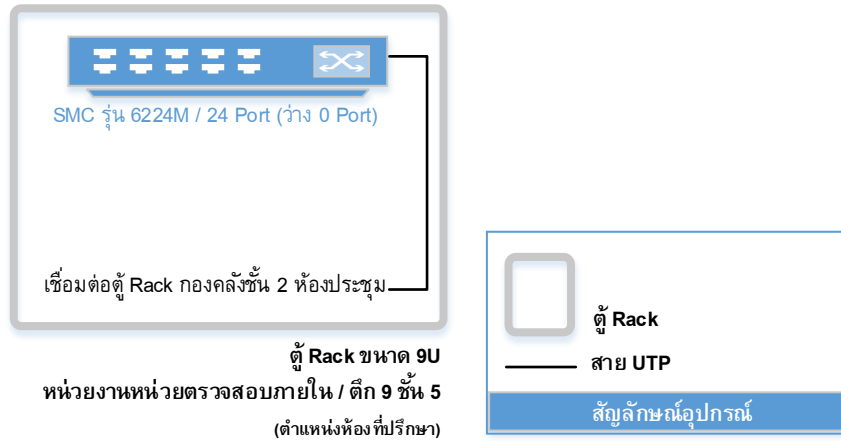 SMC รุ่น 6224M / 24 Port (ว่าง 0 Port)
เชื่อมต่อตู้ Rack กองคลังชั้น 2 ห้องประชุม
ตู้ Rack ขนาด 9U
หน่วยงานหน่วยตรวจสอบภายใน / ตึก 9 ชั้น 5
(ตำแหน่งห้องที่ปรึกษา)
ตู้ Rack
สาย UTP
สัญลักษณ์อุปกรณ์